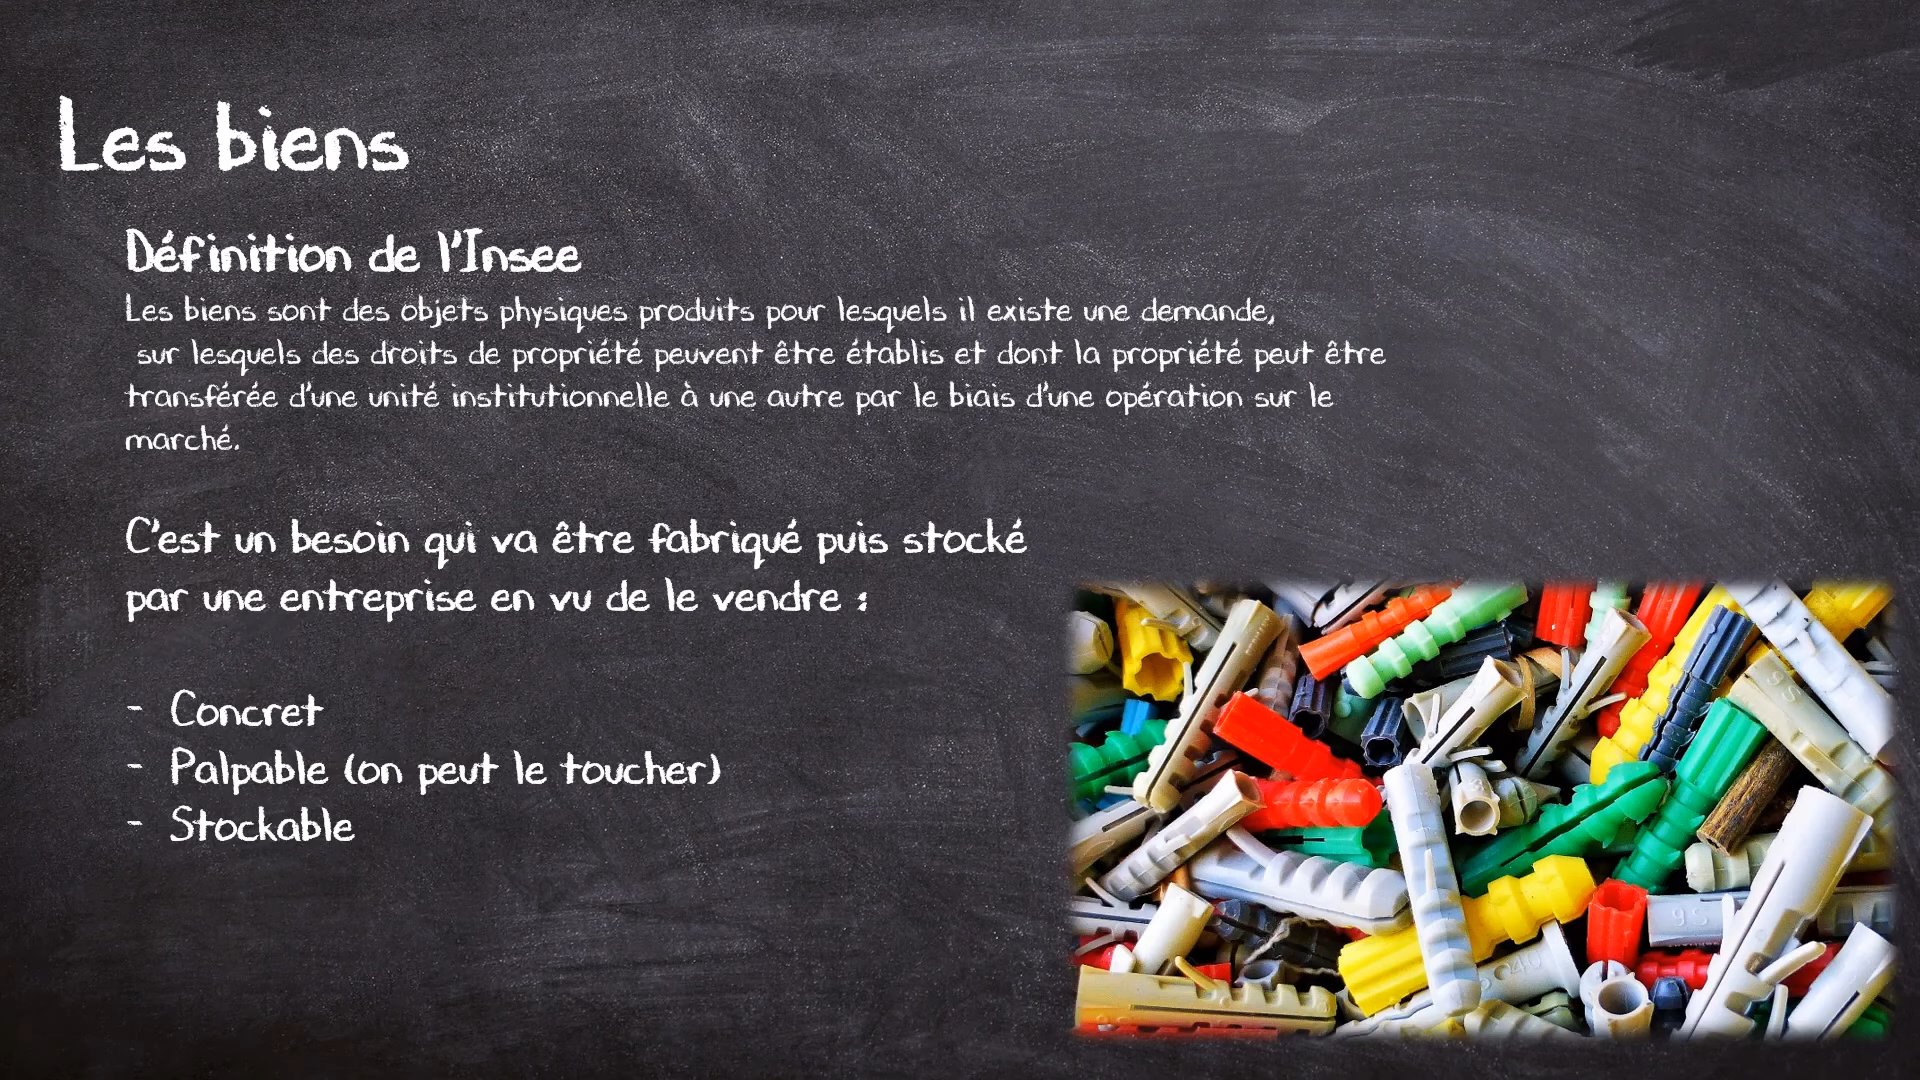 Les biens
Définition de l'Insee
Les biens sont des objets physiques produits pour lesquels il existe une demande,
sur lesquels des droits de propriété peuvent être établis et dont la propriété peut être
transférée d'une unité institutionnelle à une autre par le biais d'une opération sur le
marché.
C'est un besoin qui va être fabriqué puis stocké
par une entreprise en vu de le vendre :
- Concret
- Palpable (on peut le toucher)
- Stockable